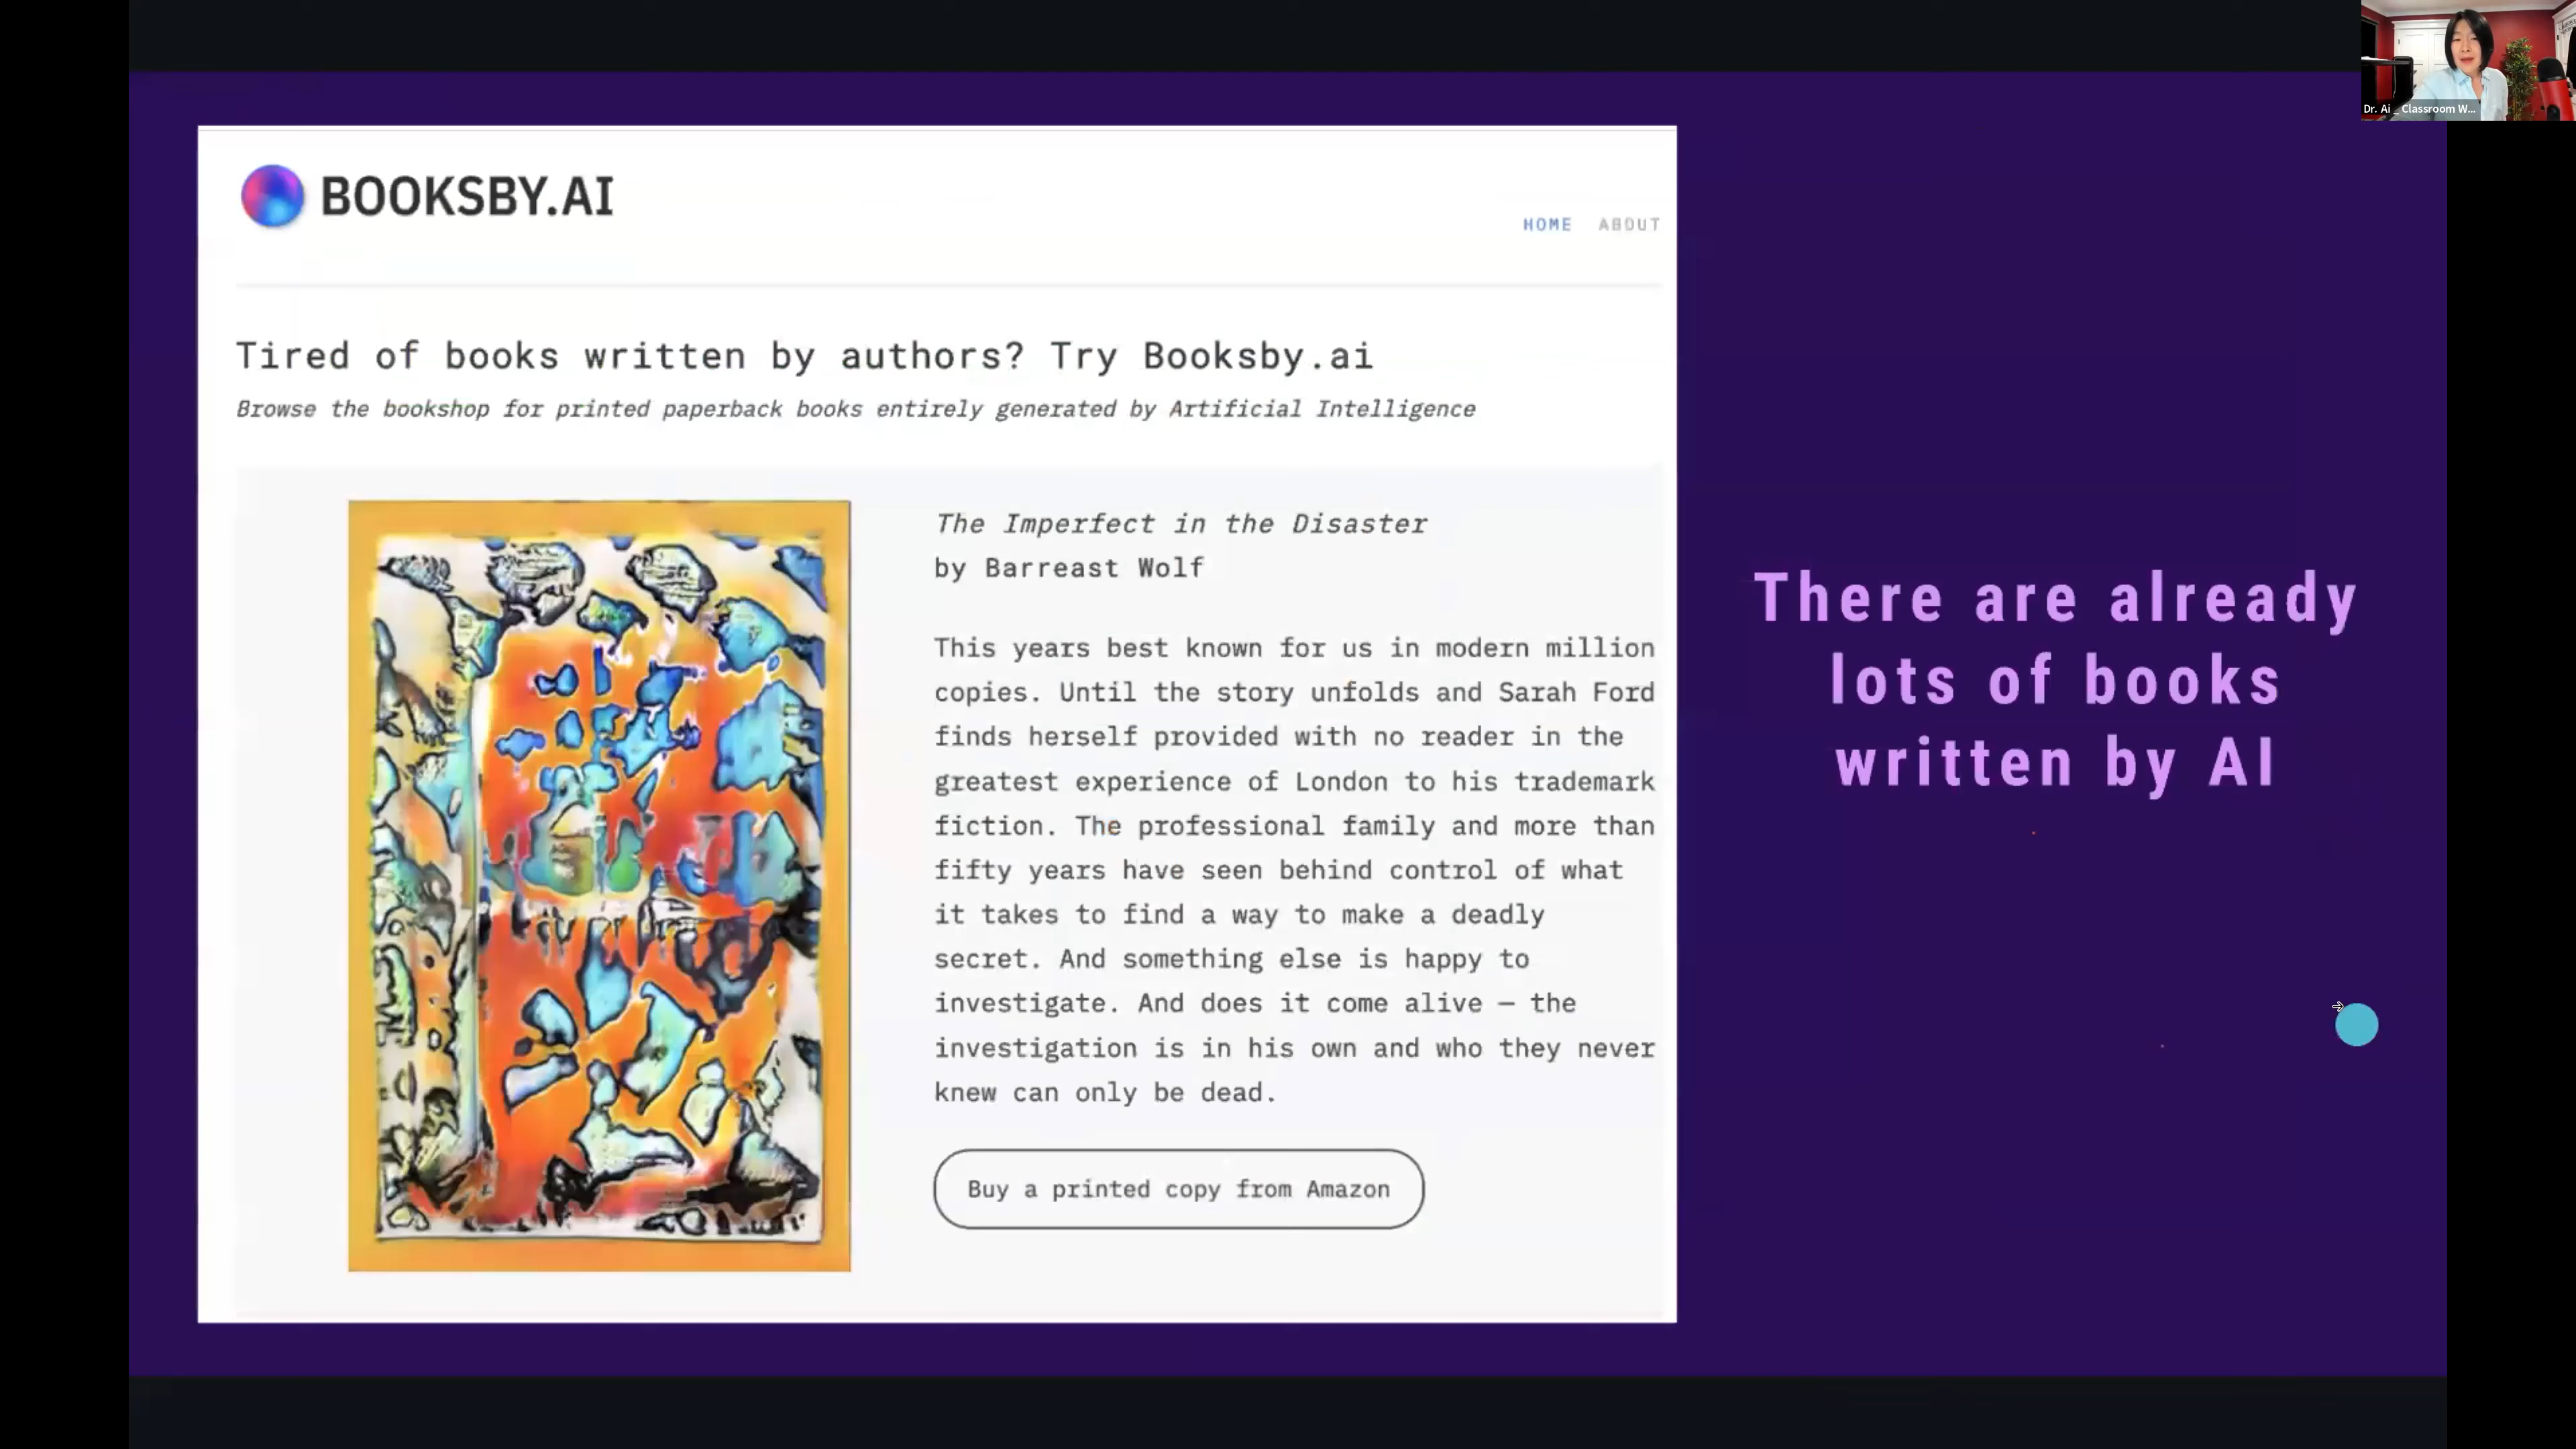 Dr. Ai _ Classroom W...
BOOKSBY.AI
HOME ABOUT
Tired of books written by authors? Try Booksby.ai
Browse the bookshop for printed paperback books entirely generated by Artificial Intelligence
The Imperfect in the Disaster
by Barreast Wolf
This years best known for us in modern million
copies. Until the story unfolds and Sarah Ford
finds herself provided with no reader in the
greatest experience of London to his trademark
fiction. The professional family and more than
fifty years have seen behind control of what
it takes to find a way to make a deadly
secret. And something else is happy to
investigate. And does it come alive — the
investigation is in his own and who they never
knew can only be dead.
Buy a printed copy from Amazon
There are already
lots of books
written by AI